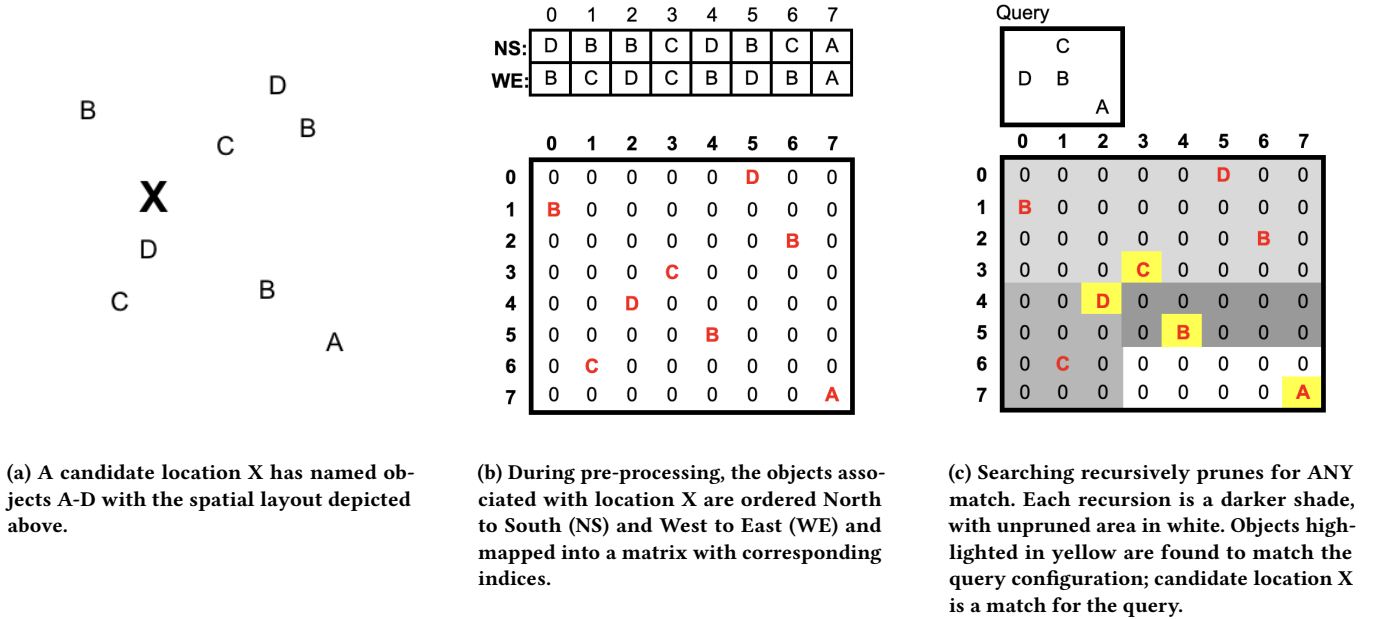 D
B
B
C
X
D
B
C
A
(a) A candidate location X has named ob-
jects A-D with the spatial layout depicted
above.
0 1 2 3 4 5 6 7
NS: D B B C D B C A
WE: B C D C B D B A
0 1 2 3 4 5 6 7
0 0 0 0 0 0 D 0 0
1 B 0 0 0 0 0 0 0
2 0 0 0 0 0 0 B 0
3 0 0 0 C 0 0 0 0
4 0 0 D 0 0 0 0 0
5 0 0 0 0 B 0 0 0
6 0 C 0 0 0 0 0 0
7 0 0 0 0 0 0 0 A
(b) During pre-processing, the objects asso-
ciated with location X are ordered North
to South (NS) and West to East (WE) and
mapped into a matrix with corresponding
indices.
Query
C
D B
A
0 1 2 3 4 5 6 7
0 0 0 0 0 0 D 0 0
1 B 0 0 0 0 0 0 0
2 0 0 0 0 0 0 B 0
3 0 0 0 C 0 0 0 0
4 0 0 D 0 0 0 0 0
5 0 0 0 0 B 0 0 0
6 0 C 0 0 0 0 0 0
7 0 0 0 0 0 0 0 A
(c) Searching recursively prunes for ANY
match. Each recursion is a darker shade,
with unpruned area in white. Objects high-
lighted in yellow are found to match the
query configuration; candidate location X
is a match for the query.